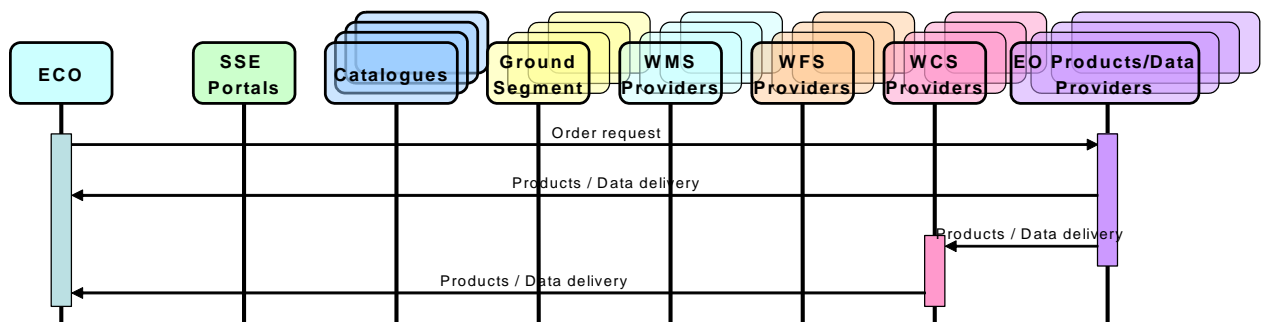 ECO
SSE
Portals
Catalogues
Ground
Segment
WMS
Providers
WFS
Providers
WCS
Providers
EO Products/Data
Providers
Order request
Products / Data delivery
Products / Data delivery
Products / Data delivery